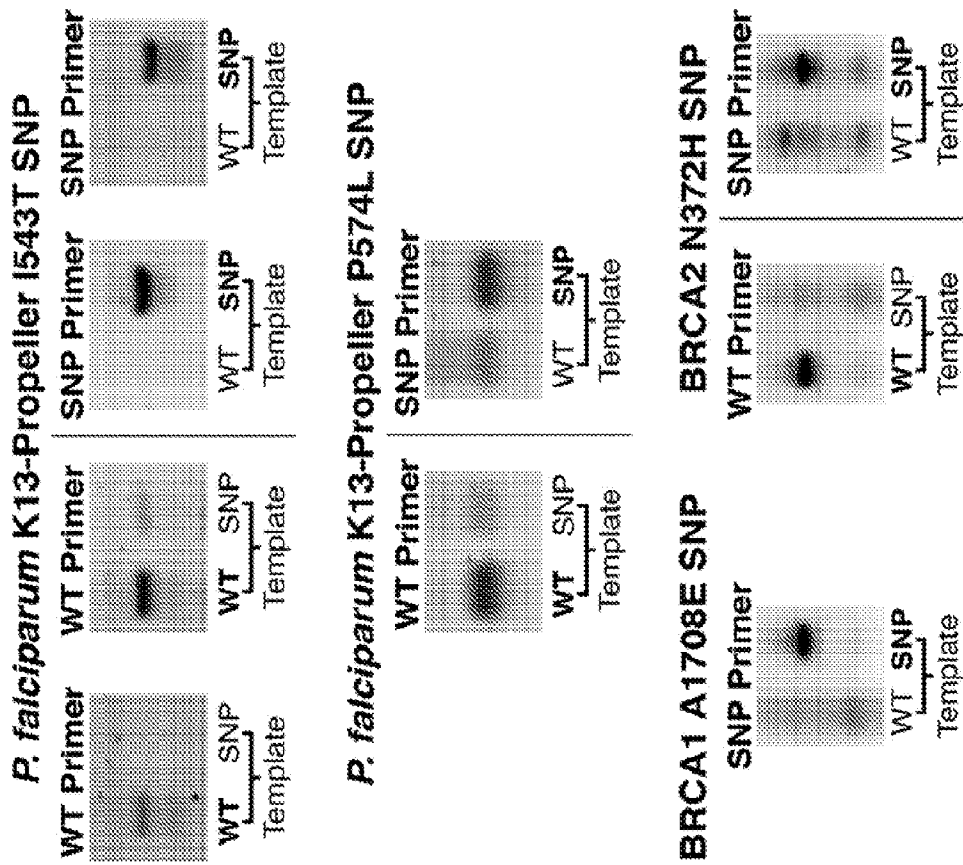 P. falciparum K13-Propeller I543T SNP
WT Primer
WT SNP
Template
WT Primer
WT SNP
Template
SNP Primer
WT SNP
Template
SNP Primer
WT SNP
Template
P. falciparum K13-Propeller P574L SNP
WT Primer
WT SNP
Template
SNP Primer
WT SNP
Template
BRCA1 A1708E SNP
SNP Primer
WT SNP
Template
BRCA2 N372H SNP
WT Primer
WT SNP
Template
SNP Primer
WT SNP
Template